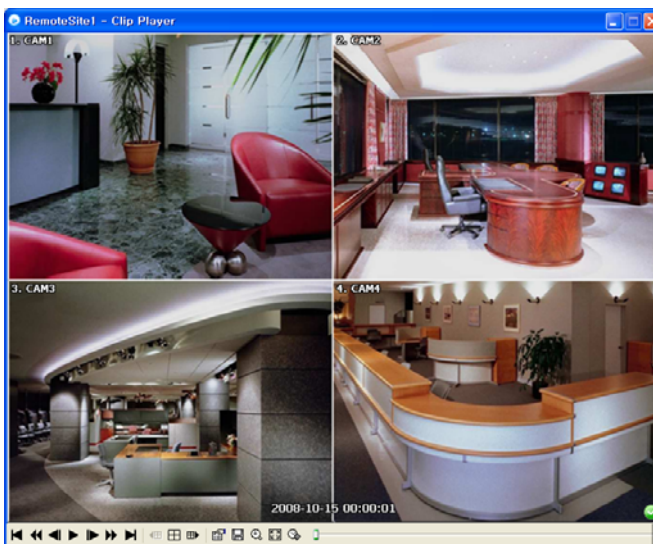 RemoteSite1 - Clip Player
1. CAM1
2. CAM2
3. CAM3
4. CAM4
2008-10-15 00:00:01